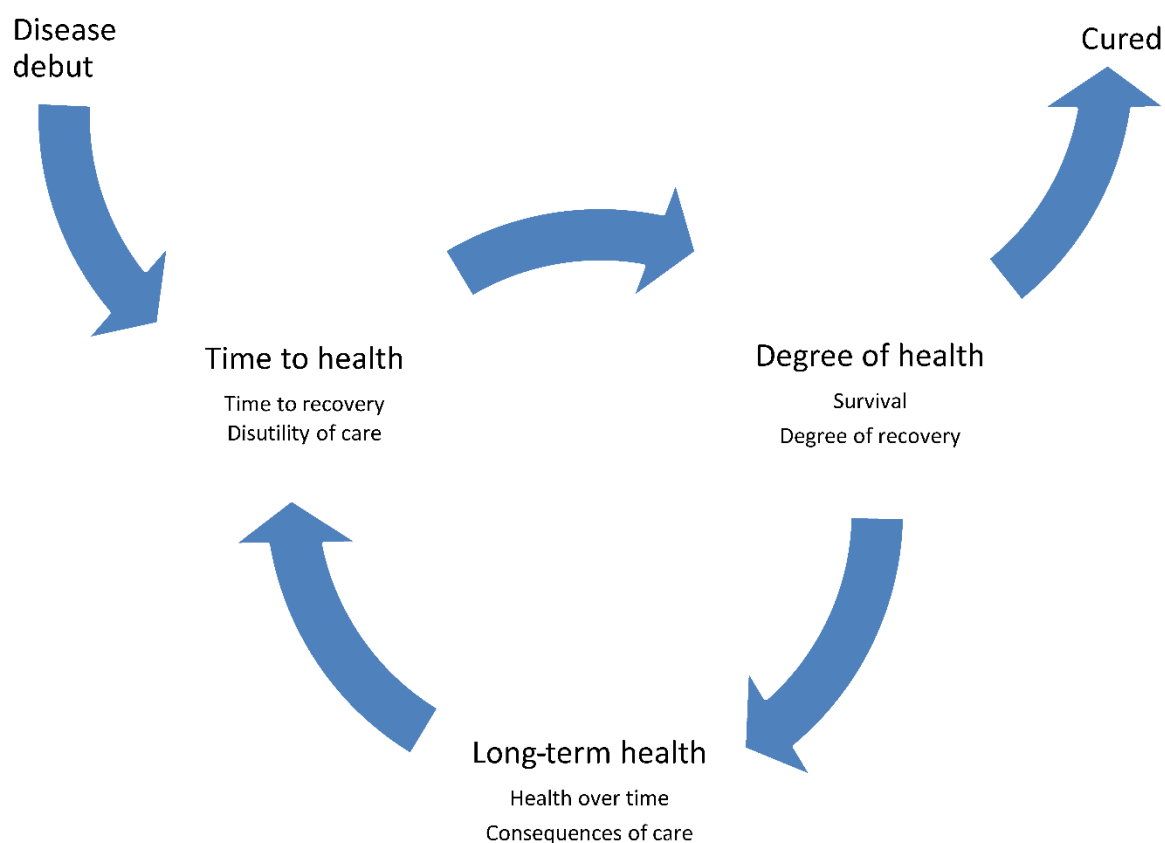 Disease
debut
Cured
Time to health
Time to recovery
Disutility of care
Degree of health
Survival
Degree of recovery
Long-term health
Health over time
Consequences of care